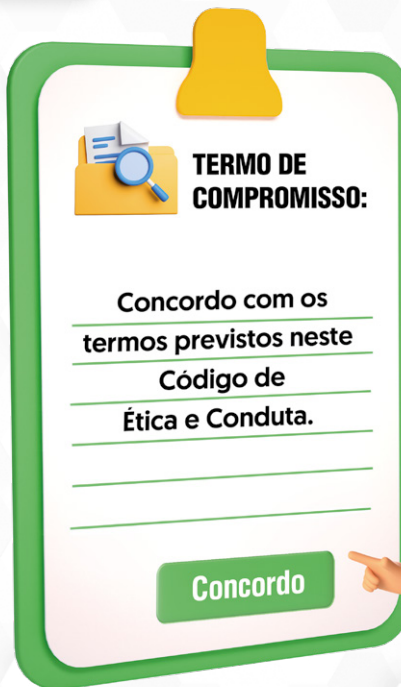 TERMO DE
COMPROMISSO:
Concordo com os
termos previstos neste
Código de
Ética e Conduta.
Concordo